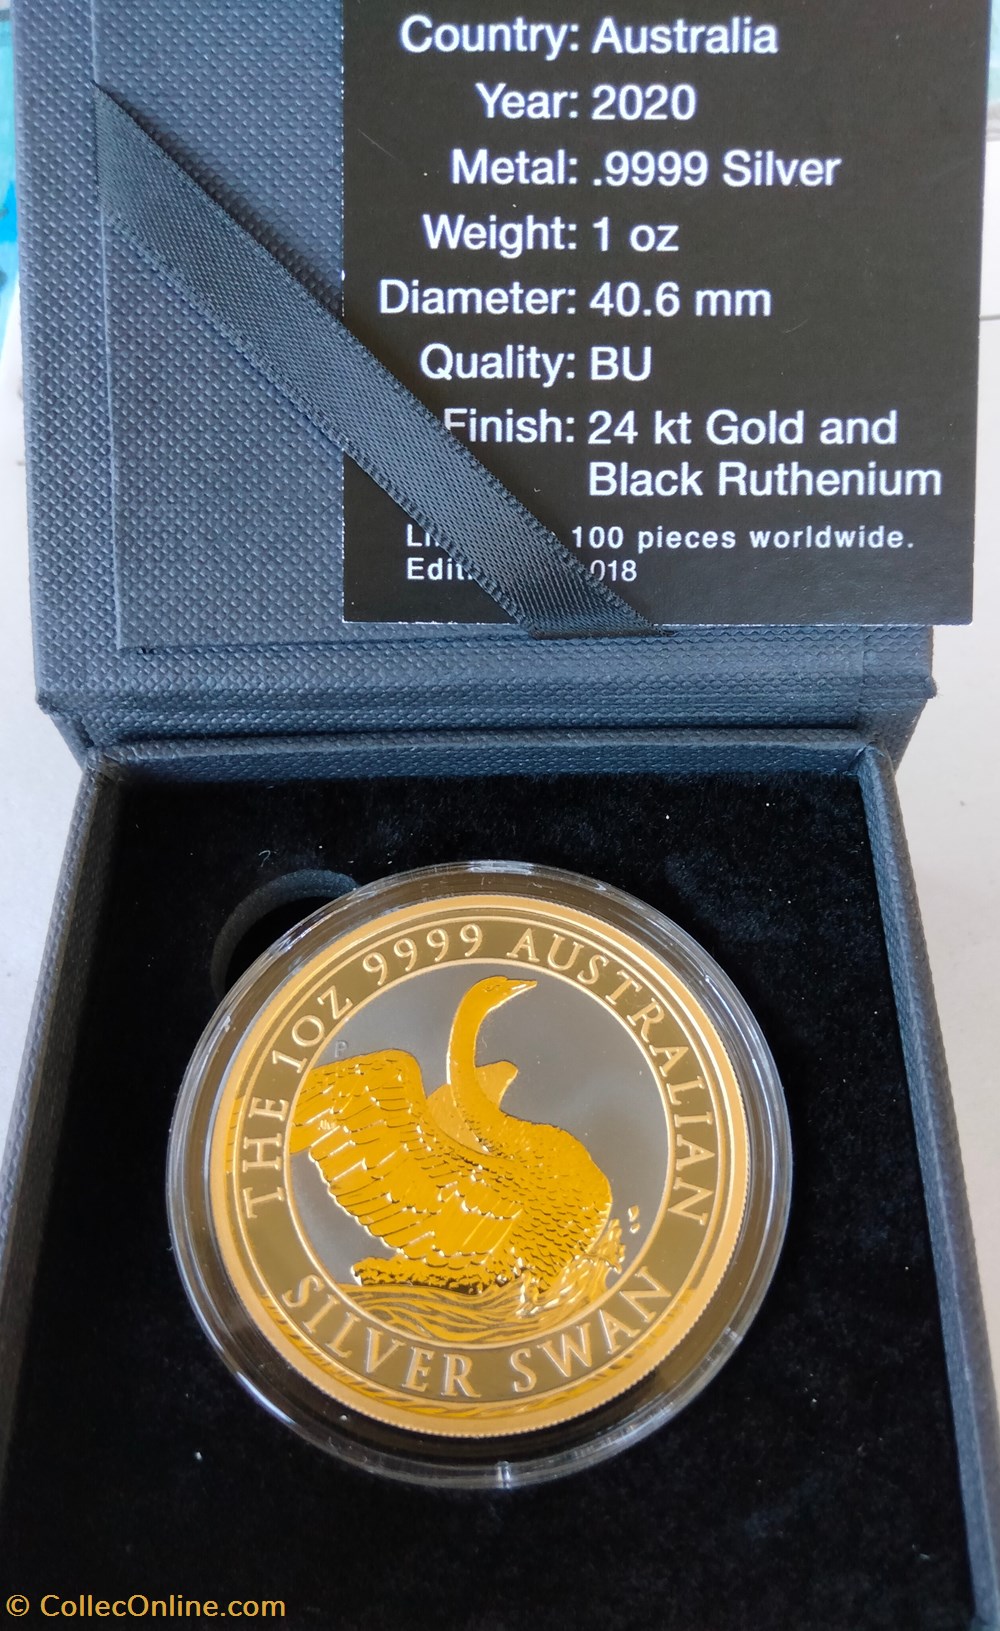 Country: Australia
Year: 2020
Metal: .9999 Silver
Weight: 1 oz
Diameter: 40.6 mm
Quality: BU
Finish: 24 kt Gold and
Black Ruthenium
100 pieces worldwide.
018
THE 1OZ 9999 AUSTRALIAN
P
SILVER SWAN
© CollecOnline.com